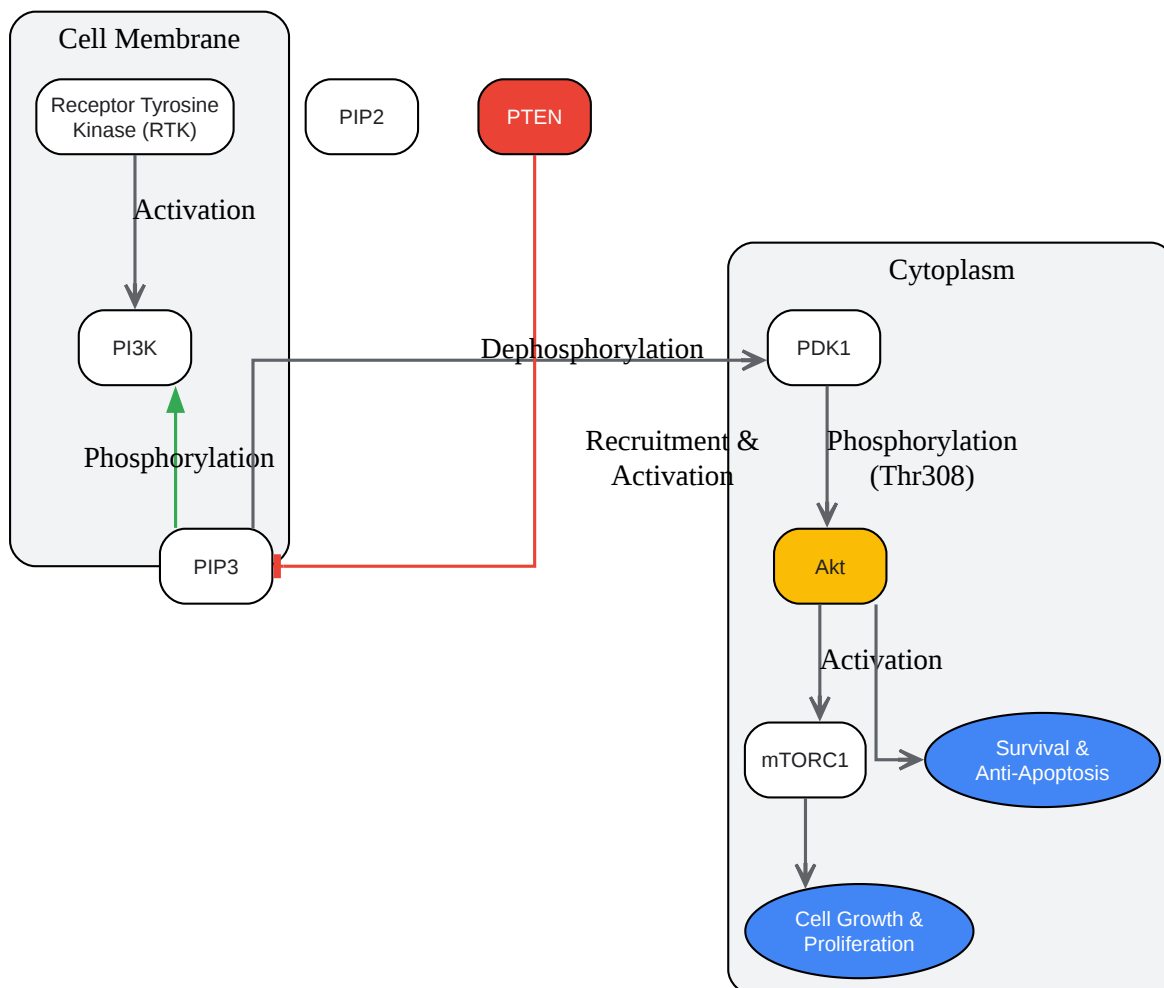 Cell Membrane
Receptor Tyrosine
Kinase (RTK)
PIP2
PTEN
Activation
Cytoplasm
PI3K
Dephosphorylation
PDK1
Phosphorylation
Recruitment &
Activation
Phosphorylation
(Thr308)
PIP3
Akt
Activation
mTORC1
Survival &
Anti-Apoptosis
Cell Growth &
Proliferation